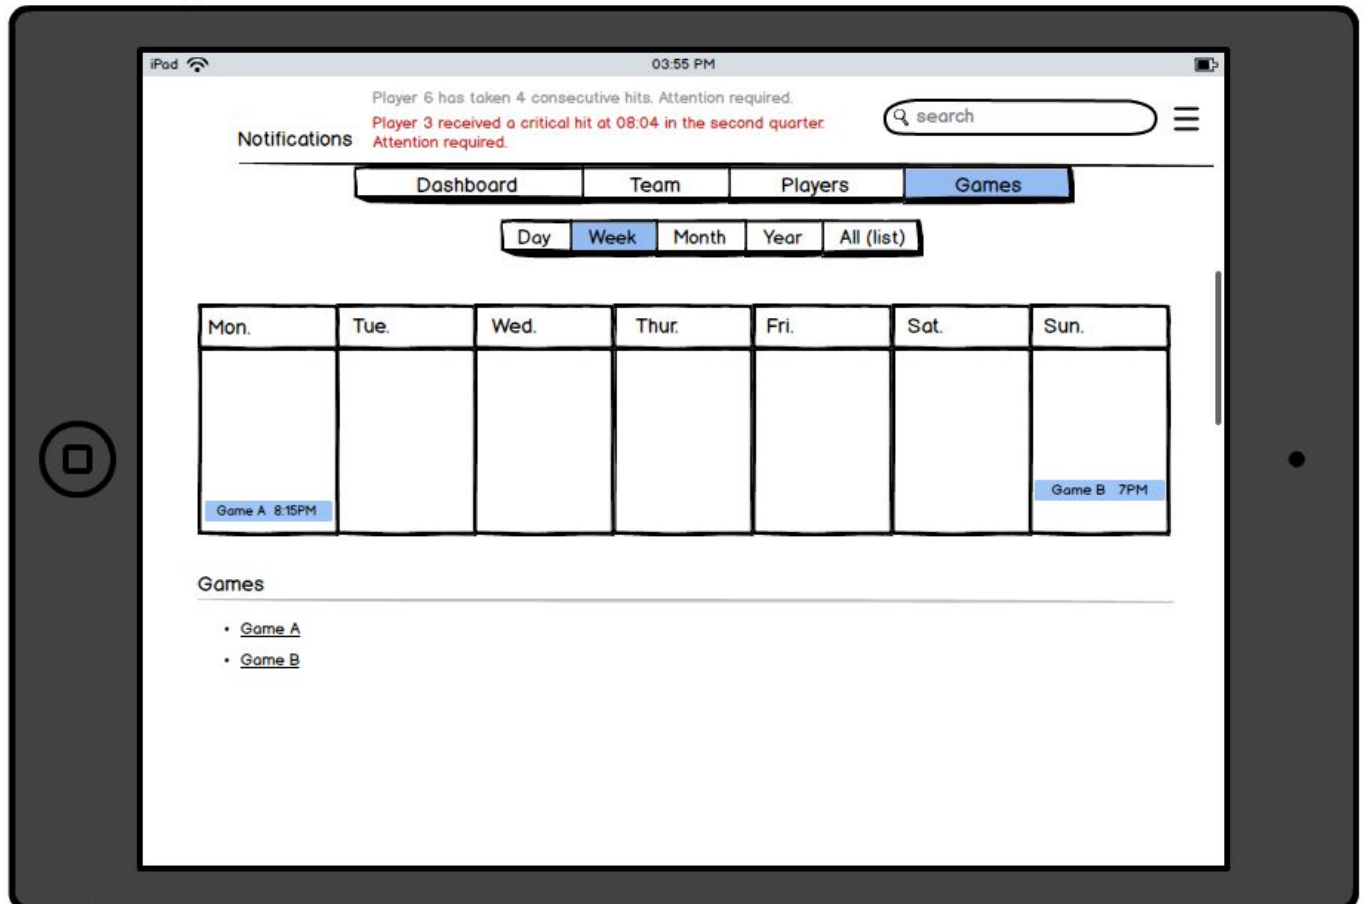 iPad 03:55 PM
Player 6 has taken 4 consecutive hits. Attention required.
Player 3 received a critical hit at 08:04 in the second quarter.
Attention required.
Notifications
search
Dashboard Team Players Games
Day Week Month Year All (list)
Mon. Tue. Wed. Thur. Fri. Sat. Sun.
Game B 7PM
Game A 8:15PM
Games
• Game A
• Game B